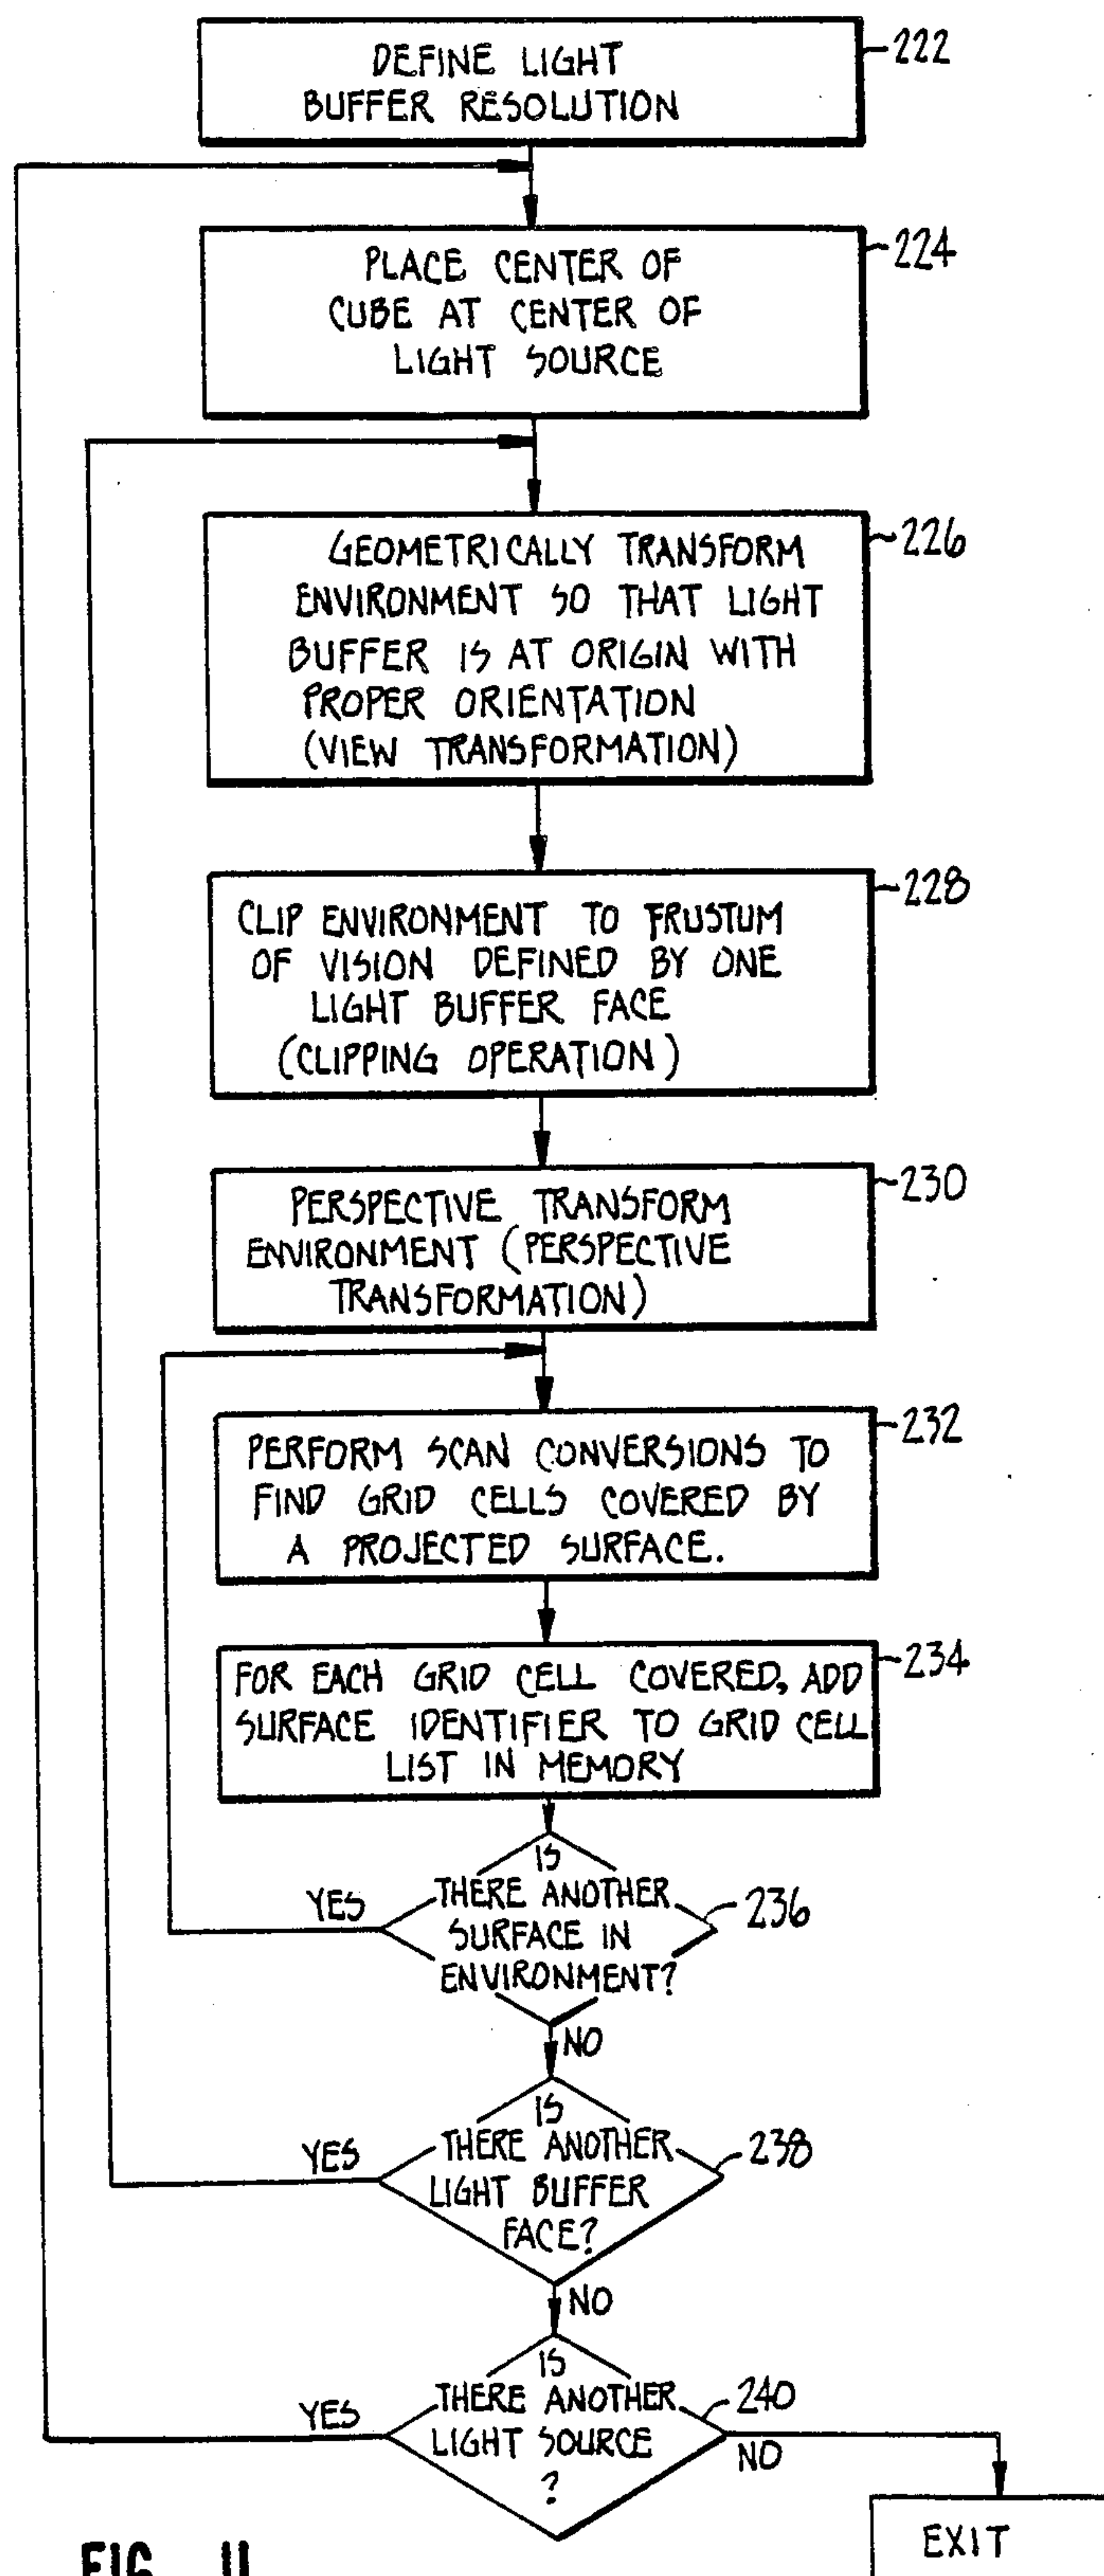 DEFINE LIGHT
BUFFER RESOLUTION
222
PLACE CENTER OF
CUBE AT CENTER OF
LIGHT SOURCE
224
GEOMETRICALLY TRANSFORM
ENVIRONMENT SO THAT LIGHT
BUFFER IS AT ORIGIN WITH
PROPER ORIENTATION
(VIEW TRANSFORMATION)
226
CLIP ENVIRONMENT TO FRUSTUM
OF VISION DEFINED BY ONE
LIGHT BUFFER FACE
(CLIPPING OPERATION)
228
PERSPECTIVE TRANSFORM
ENVIRONMENT (PERSPECTIVE
TRANSFORMATION)
230
PERFORM SCAN CONVERSIONS TO
FIND GRID CELLS COVERED BY
A PROJECTED SURFACE.
232
FOR EACH GRID CELL COVERED, ADD
SURFACE IDENTIFIER TO GRID CELL
LIST IN MEMORY
234
IS
THERE ANOTHER
SURFACE IN
ENVIRONMENT?
236
YES
NO
IS
THERE ANOTHER
LIGHT BUFFER
FACE?
238
YES
NO
IS
THERE ANOTHER
LIGHT SOURCE
?
240
YES
NO
EXIT
FIG. 11